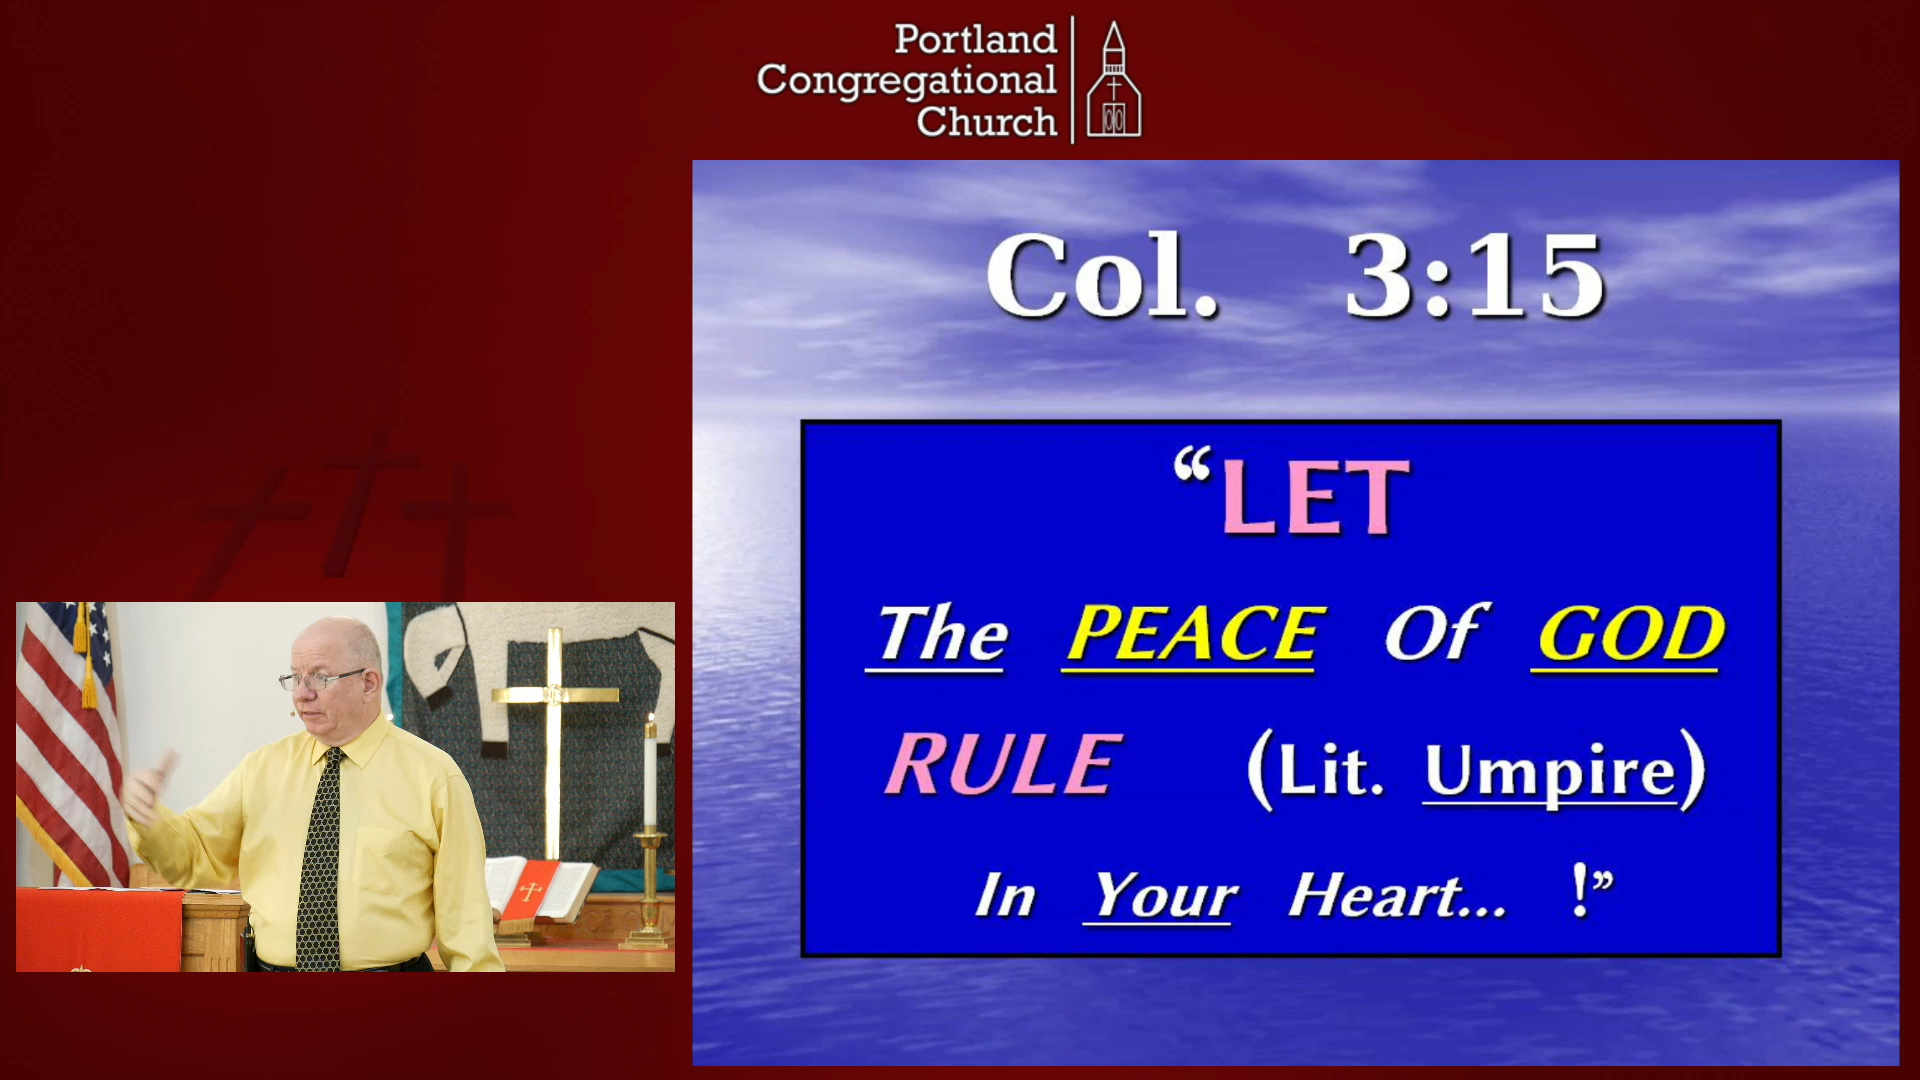 Portland
Congregational
Church
Col. 3:15
“LET
The PEACE Of GOD
RULE (Lit. Umpire)
In Your Heart... !”